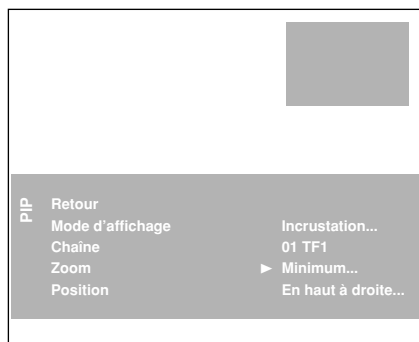 PIP
Retour
Mode d'affichage Incrustation...
Chaîne 01 TF1
Zoom ► Minimum...
Position En haut à droite...